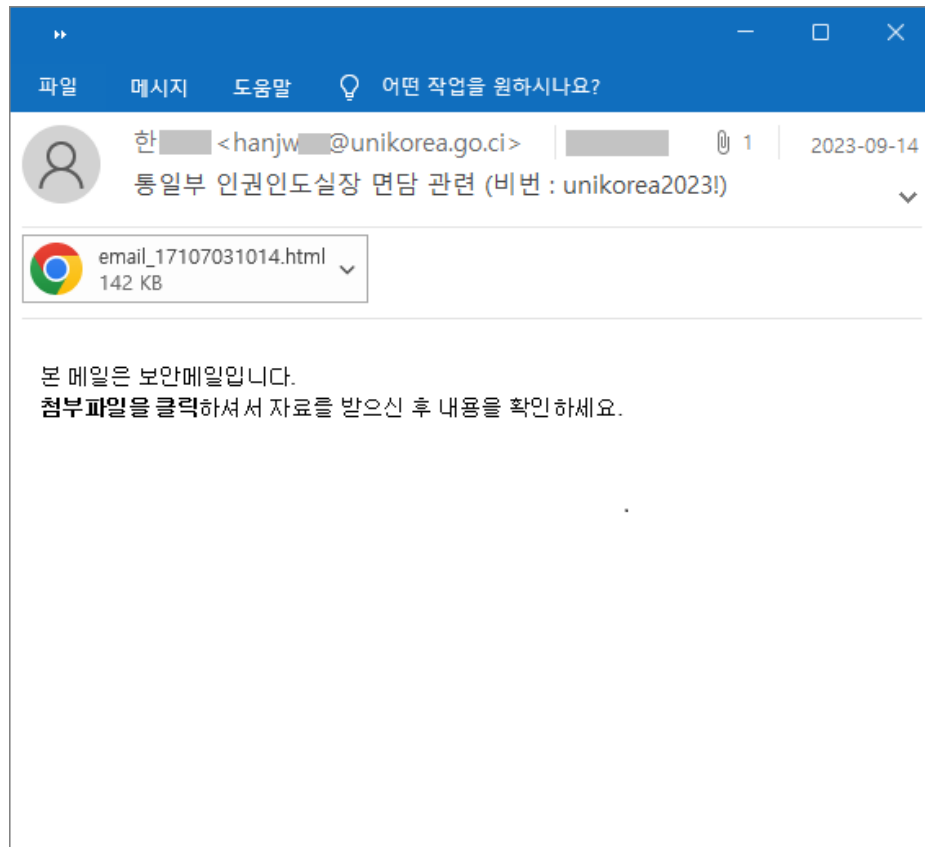 파일 메시지 도움말 어떤 작업을 원하시나요?
한 <hanjw @unikorea.go.ci> 1 2023-09-14
통일부 인권인도실장 면담 관련 (비번 : unikorea2023!)
email_17107031014.html
142 KB
본 메일은 보안메일입니다.
첨부파일을 클릭하셔서 자료를 받으신 후 내용을 확인하세요.